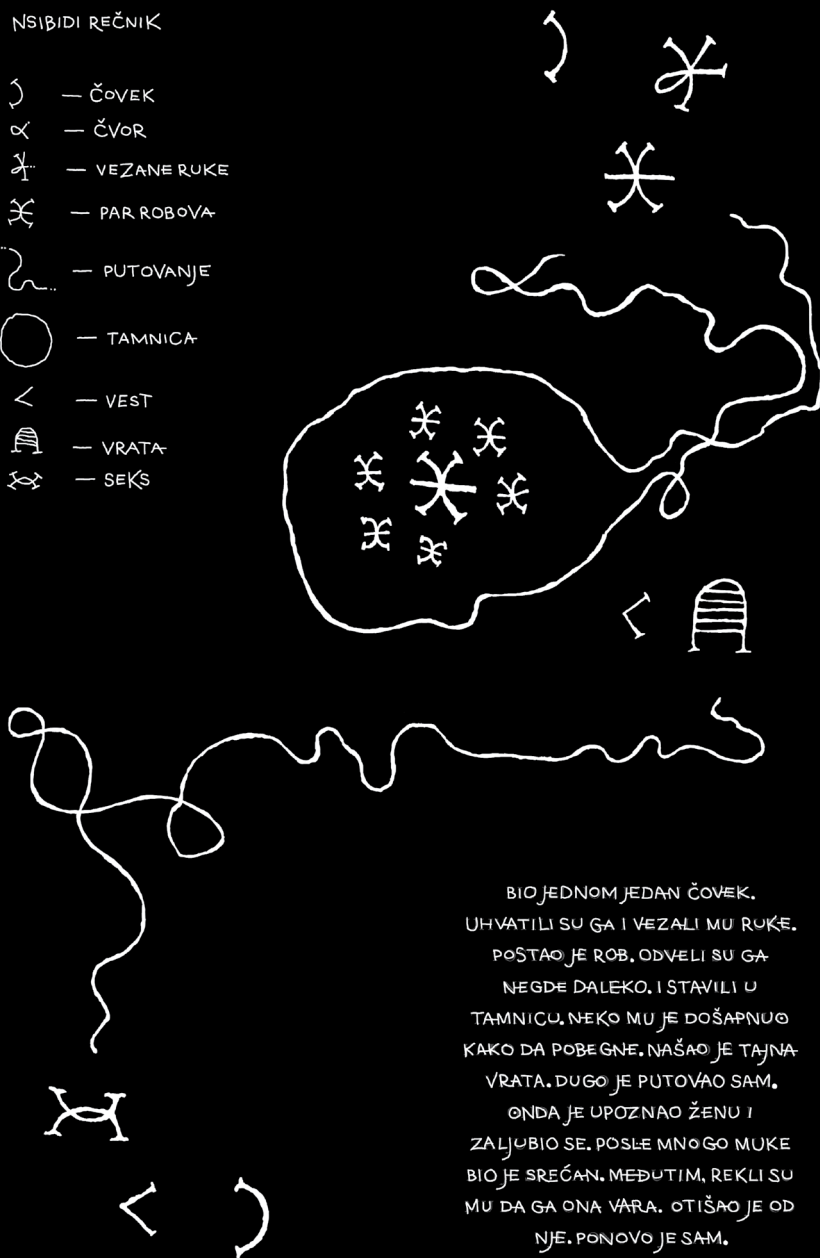 NSIBIDI REČNIK
— ČOVEK
— ČVOR
— VEZANE RUKE
— PAR ROBOVA
— PUTOVANJE
— TAMNICA
— VEST
— VRATA
— SEKS
BIO JEDNOM JEDAN ČOVEK.
UHVATILI SU GA I VEZALI MU RUKE.
POSTAO JE ROB. ODVELI SU GA
NEGDE DALEKO. I STAVILI U
TAMNICU. NEKO MU JE DOŠAPNUO
KAKO DA POBEGNE. NAŠAO JE TAJNA
VRATA. DUGO JE PUTOVAO SAM.
ONDA JE UPOZNAO ŽENU I
ZALJUBIO SE. POSLE MNOGO MUKE
BIO JE SREĆAN. MEĐUTIM, REKLI SU
MU DA GA ONA VARA. OTIŠAO JE OD
NJE. PONOVO JE SAM.